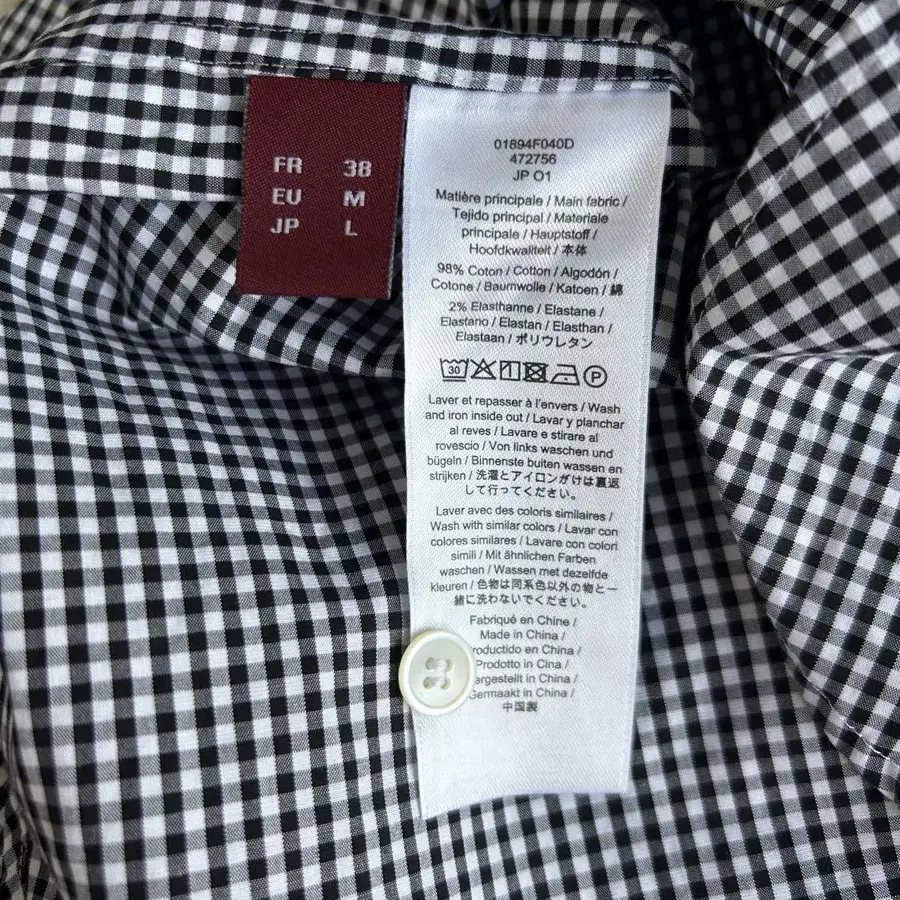 FR 38
EU M
JP L
01894F040D
472756
JP O1
Matière principale / Main fabric /
Tejido principal / Materiale
principale / Hauptstoff /
Hoofdkwaliteit / 本体
98% Coton / Cotton / Algodón /
Cotone / Baumwolle / Katoen / 綿
2% Elasthanne / Elastane /
Elastano / Elastan / Elasthan /
Elastaan / ポリウレタン
30 P
Laver et repasser à l'envers / Wash
and iron inside out / Lavar y planchar
al reves / Lavare e stirare al
rovescio / Von links waschen und
bügeln / Binnenste buiten wassen en
strijken / 洗濯とアイロンがけは裏返
して行ってください。
Laver avec des coloris similaires /
Wash with similar colors / Lavar con
colores similares / Lavare con colori
simili / Mit ähnlichen Farben
waschen / Wassen met dezelfde
kleuren / 色物は同系色以外の物と一
緒に洗わないでください。
Fabriqué en Chine /
Made in China /
roducido en China /
Prodotto in Cina /
ergestellt in China /
Gemaakt in China /
中国製